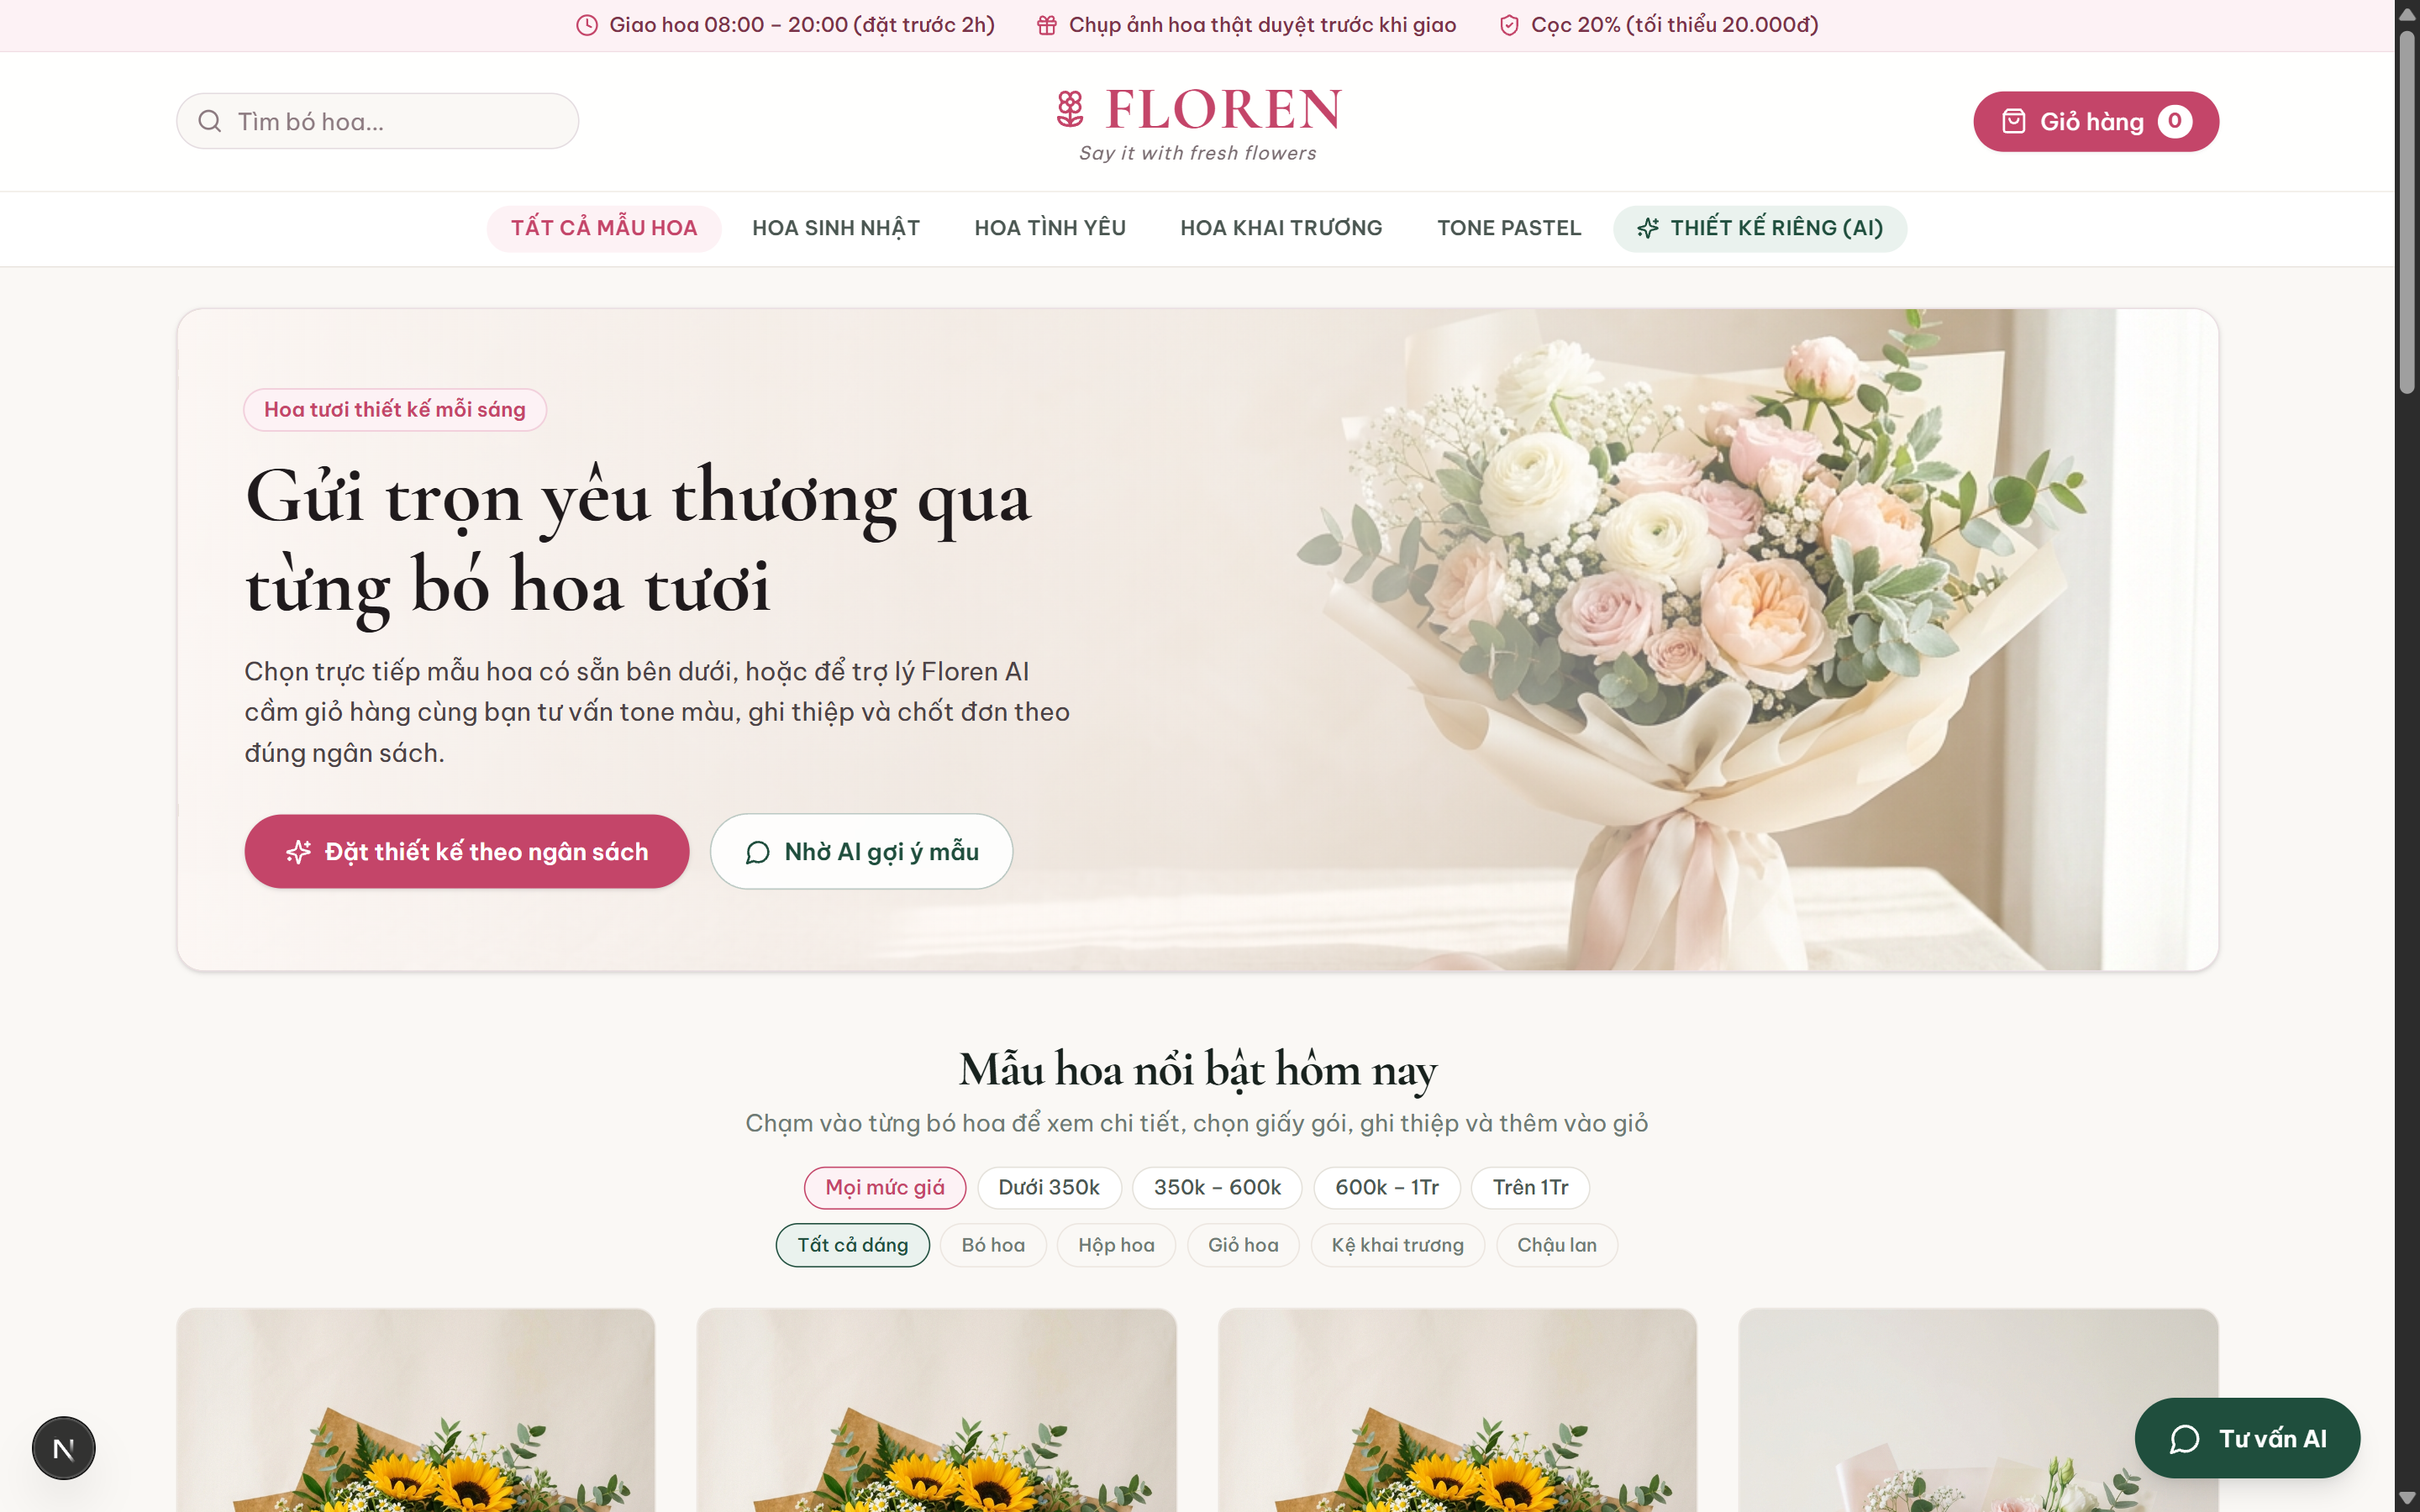 Giao hoa 08:00 – 20:00 (đặt trước 2h)
Chụp ảnh hoa thật duyệt trước khi giao
Cọc 20% (tối thiểu 20.000đ)
Tìm bó hoa...
FLOREN
Say it with fresh flowers
Giỏ hàng 0
TẤT CẢ MẪU HOA
HOA SINH NHẬT
HOA TÌNH YÊU
HOA KHAI TRƯƠNG
TONE PASTEL
THIẾT KẾ RIÊNG (AI)
Hoa tươi thiết kế mỗi sáng
Gửi trọn yêu thương qua
từng bó hoa tươi
Chọn trực tiếp mẫu hoa có sẵn bên dưới, hoặc để trợ lý Floren AI
cầm giỏ hàng cùng bạn tư vấn tone màu, ghi thiệp và chốt đơn theo
đúng ngân sách.
Đặt thiết kế theo ngân sách
Nhờ AI gợi ý mẫu
Mẫu hoa nổi bật hôm nay
Chạm vào từng bó hoa để xem chi tiết, chọn giấy gói, ghi thiệp và thêm vào giỏ
Mọi mức giá
Dưới 350k
350k – 600k
600k – 1Tr
Trên 1Tr
Tất cả dáng
Bó hoa
Hộp hoa
Giỏ hoa
Kệ khai trương
Chậu lan
N
Tư vấn AI